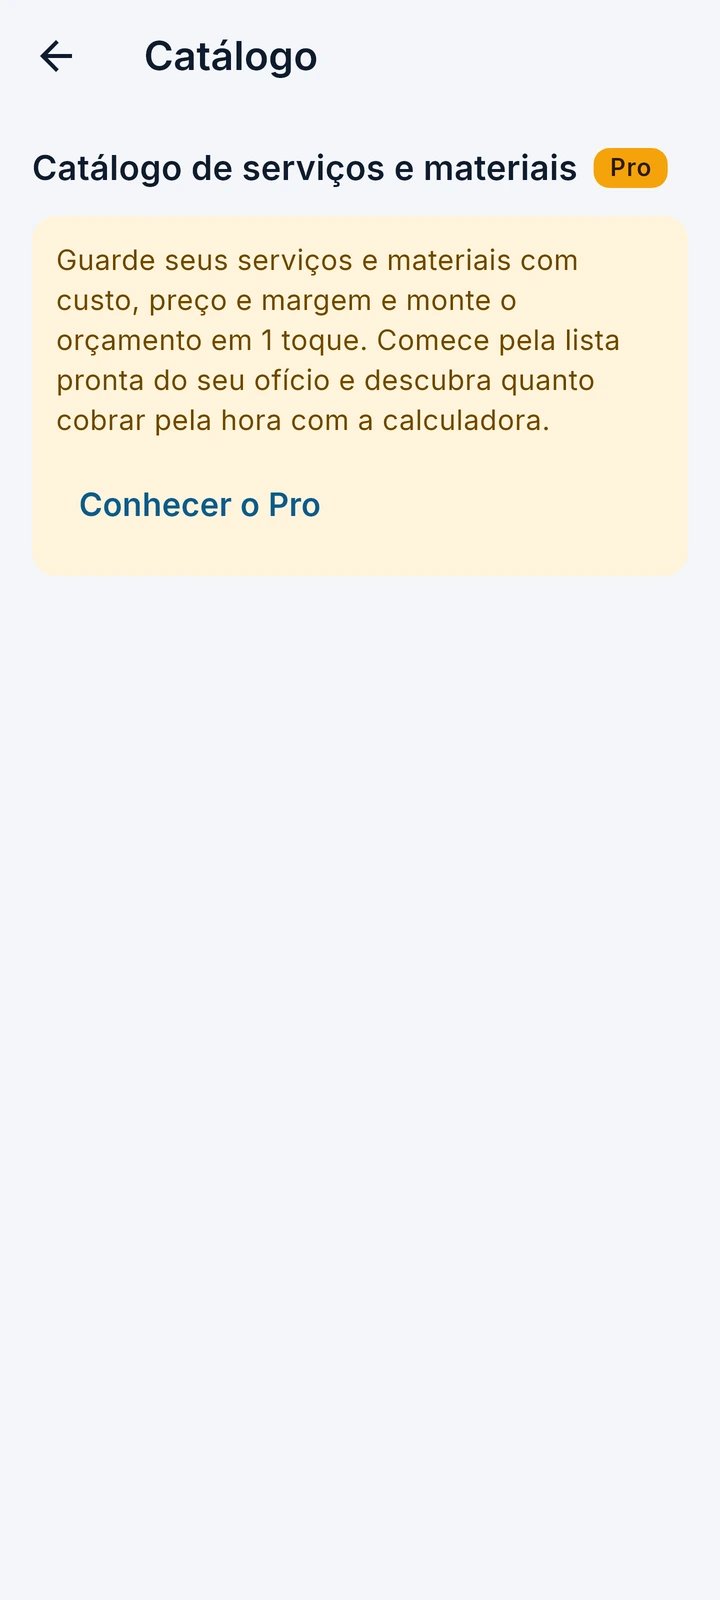 Catálogo
Catálogo de serviços e materiais Pro
Guarde seus serviços e materiais com
custo, preço e margem e monte o
orçamento em 1 toque. Comece pela lista
pronta do seu ofício e descubra quanto
cobrar pela hora com a calculadora.
Conhecer o Pro